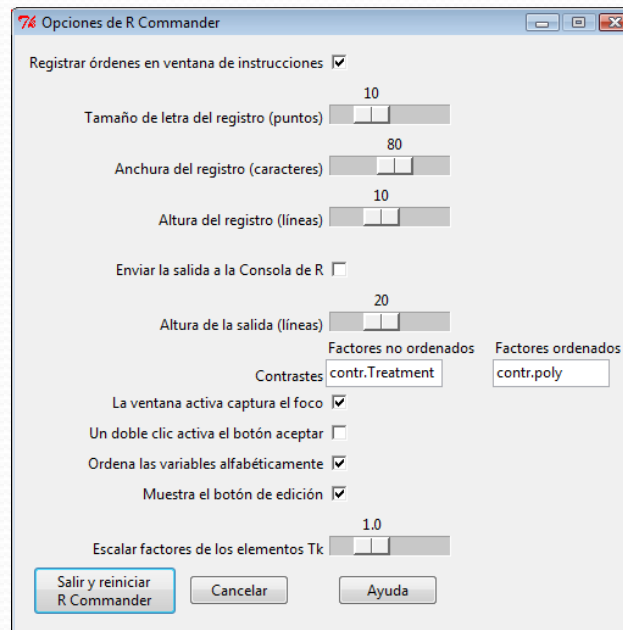 Opciones de R Commander
Registrar órdenes en ventana de instrucciones
10
Tamaño de letra del registro (puntos)
80
Anchura del registro (caracteres)
10
Altura del registro (líneas)
Enviar la salida a la Consola de R
20
Altura de la salida (líneas)
Factores no ordenados Factores ordenados
Contrastes contr.Treatment contr.poly
La ventana activa captura el foco
Un doble clic activa el botón aceptar
Ordena las variables alfabéticamente
Muestra el botón de edición
1.0
Escalar factores de los elementos Tk
Salir y reiniciar
R Commander Cancelar Ayuda